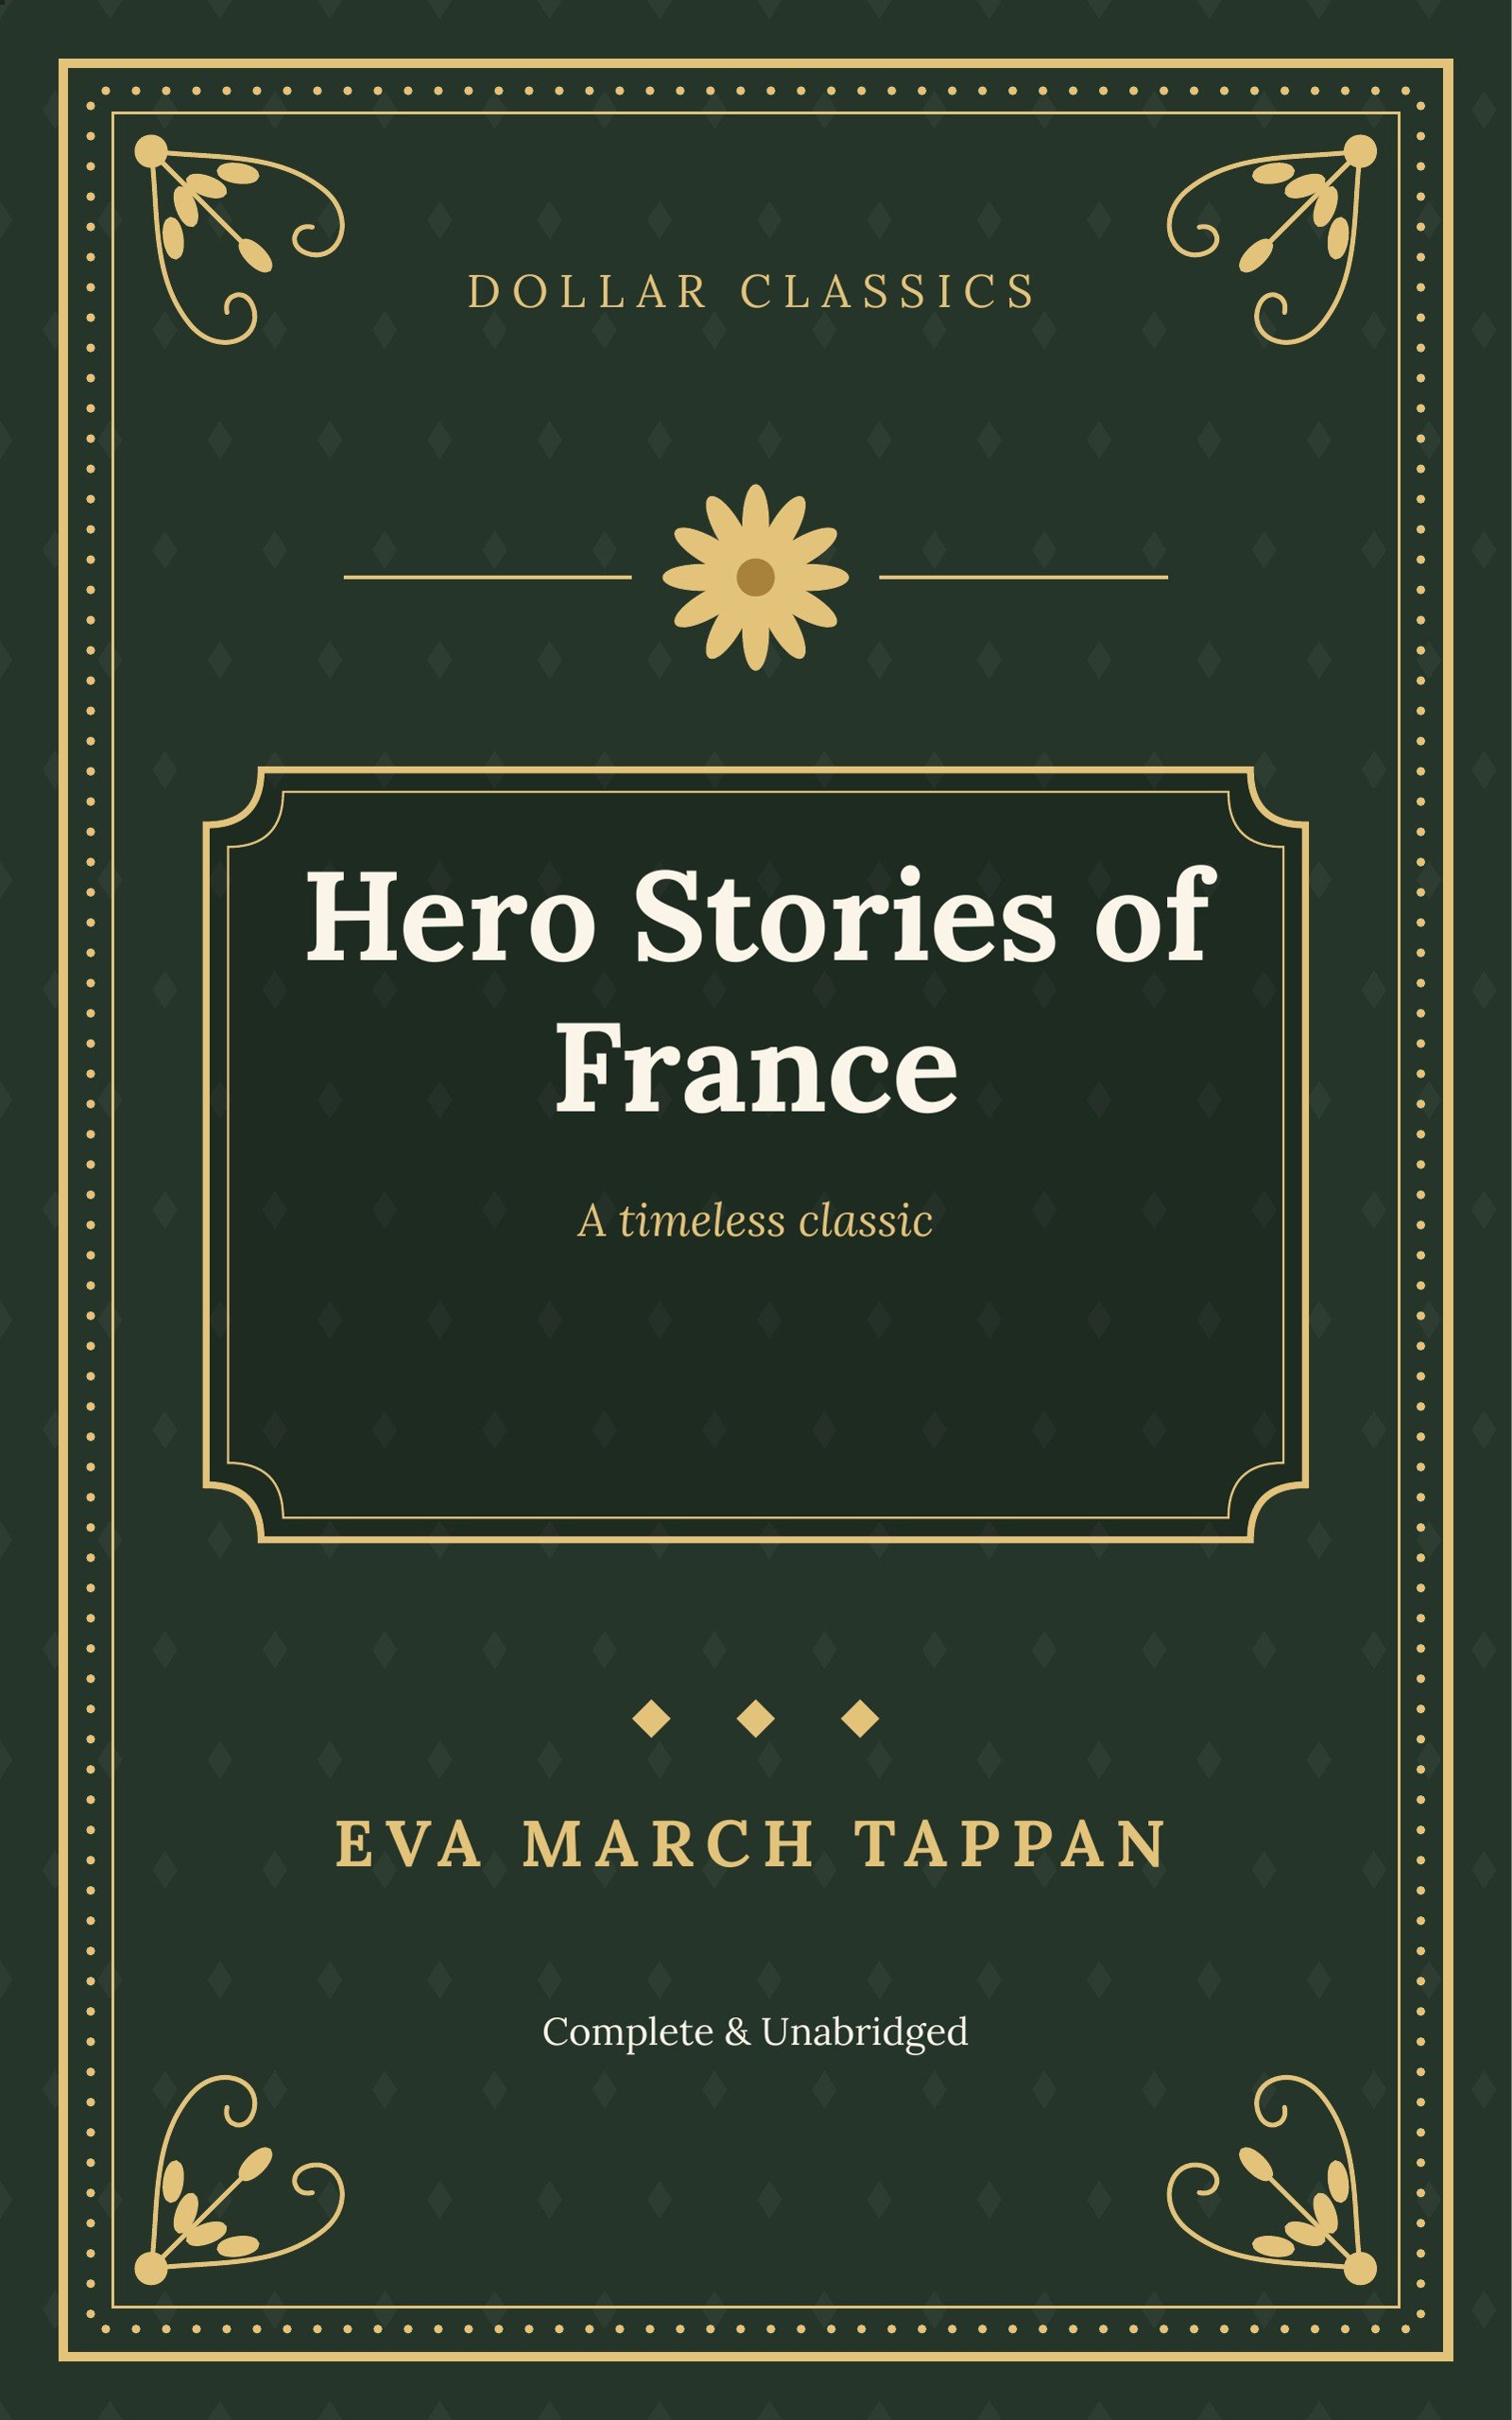 DOLLAR CLASSICS
Hero Stories of
France
A timeless classic
EVA MARCH TAPPAN
Complete & Unabridged